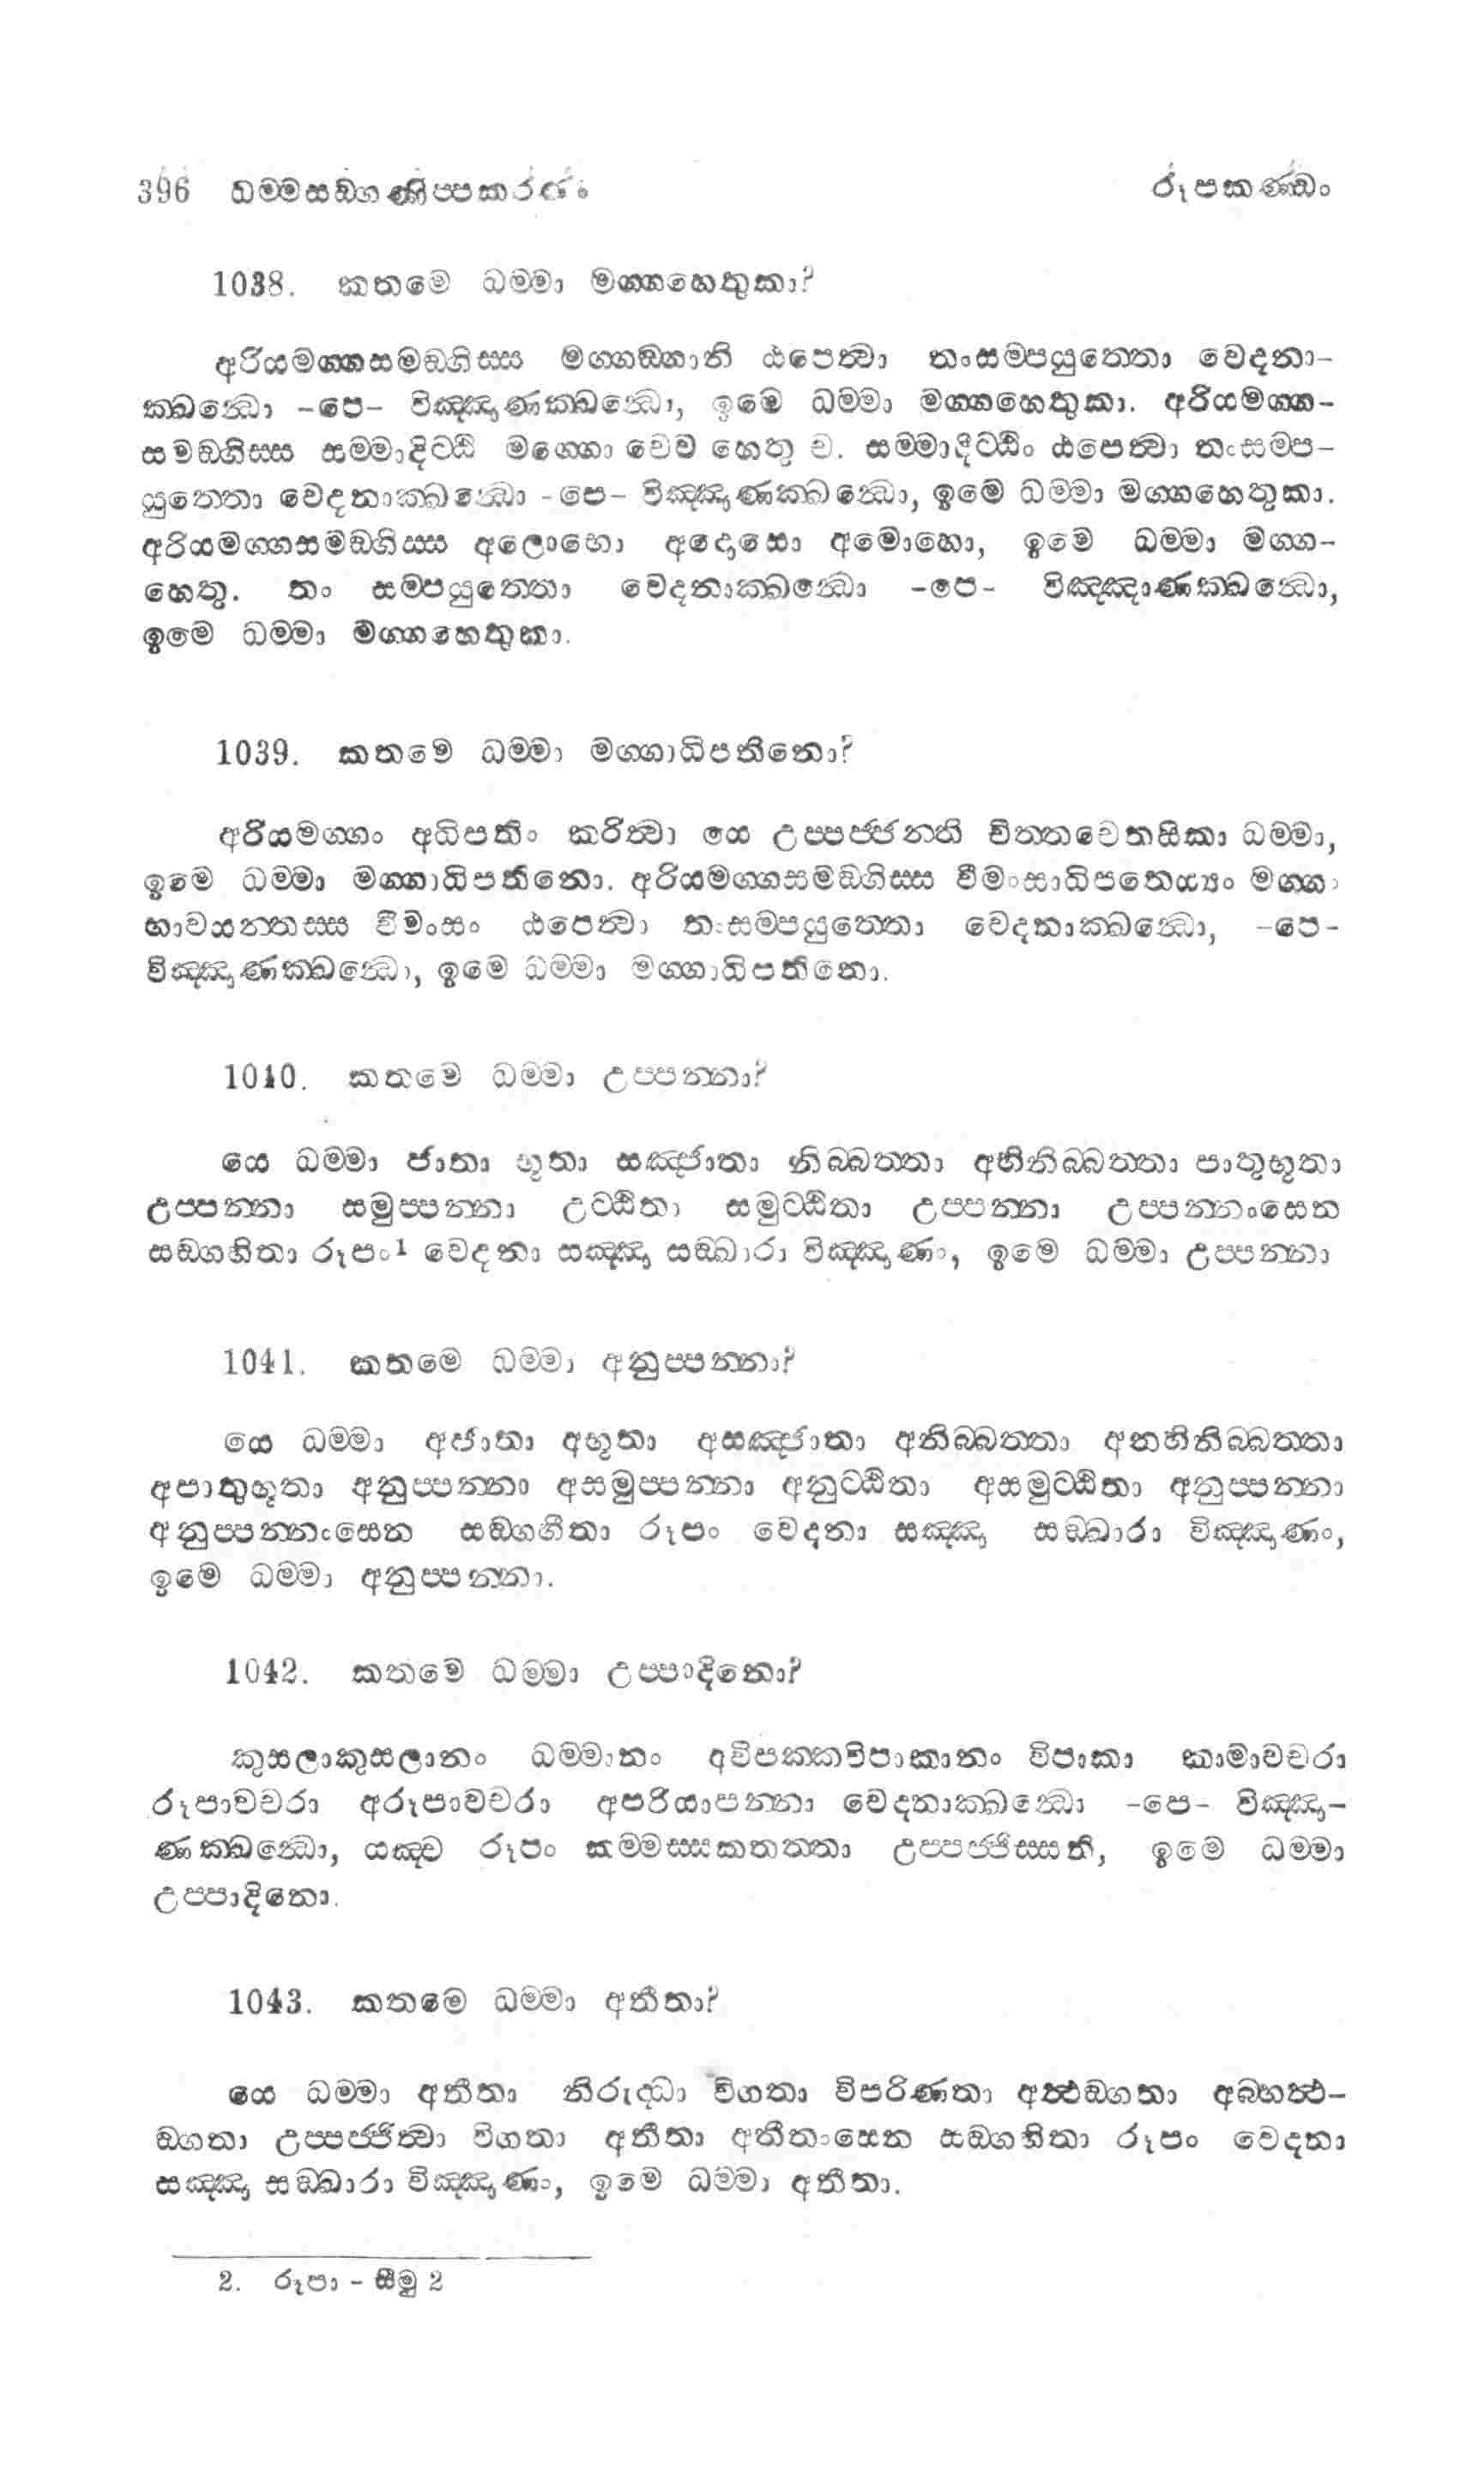 396 ධම්මසඞ්ගණිප්පකරණං රූපකණ්ඩං
1038. කතමෙ ධම්මා මග්ගහෙතුකා?
අරියමග්ගසමඞ්ගිස්ස මග්ගඞ්ගානි ඨපෙත්වා තංසම්පයුත්තො වෙදනා-
ක්ඛන්ධො -පෙ- විඤ්ඤාණක්ඛන්ධො, ඉමෙ ධම්මා මග්ගහෙතුකා. අරියමග්ග-
සමඞ්ගිස්ස සම්මාදිට්ඨි මග්ගො චෙව හෙතු ච. සම්මාදිට්ඨිං ඨපෙත්වා තංසම්ප-
යුත්තො වෙදනාක්ඛන්ධො -පෙ- විඤ්ඤාණක්ඛන්ධො, ඉමෙ ධම්මා මග්ගහෙතුකා.
අරියමග්ගසමඞ්ගිස්ස අලොභො අදොසො අමොහො, ඉමෙ ධම්මා මග්ග-
හෙතු. තං සම්පයුත්තො වෙදනාක්ඛන්ධො -පෙ- විඤ්ඤාණක්ඛන්ධො,
ඉමෙ ධම්මා මග්ගහෙතුකා.
1039. කතමෙ ධම්මා මග්ගාධිපතිනො?
අරියමග්ගං අධිපතිං කරිත්වා යෙ උප්පජ්ජන්ති චිත්තචෙතසිකා ධම්මා,
ඉමෙ ධම්මා මග්ගාධිපතිනො. අරියමග්ගසමඞ්ගිස්ස වීමංසාධිපතෙය්‍යං මග්ගං
භාවයන්තස්ස වීමංසං ඨපෙත්වා තංසම්පයුත්තො වෙදනාක්ඛන්ධො, -පෙ-
විඤ්ඤාණක්ඛන්ධො, ඉමෙ ධම්මා මග්ගාධිපතිනො.
1040. කතමෙ ධම්මා උප්පන්නා?
යෙ ධම්මා ජාතා භූතා සඤ්ජාතා නිබ්බත්තා අභිනිබ්බත්තා පාතුභූතා
උප්පන්නා සමුප්පන්නා උට්ඨිතා සමුට්ඨිතා උප්පන්නා උප්පන්නංසෙන
සඞ්ගහිතා රූපං¹ වෙදනා සඤ්ඤා සඞ්ඛාරා විඤ්ඤාණං, ඉමෙ ධම්මා උප්පන්නා
1041. කතමෙ ධම්මා අනුප්පන්නා?
යෙ ධම්මා අජාතා අභූතා අසඤ්ජාතා අනිබ්බත්තා අනභිනිබ්බත්තා
අපාතුභූතා අනුප්පන්නා අසමුප්පන්නා අනුට්ඨිතා අසමුට්ඨිතා අනුප්පන්නා
අනුප්පන්නංසෙන සඞ්ගහිතා රූපං වෙදනා සඤ්ඤා සඞ්ඛාරා විඤ්ඤාණං,
ඉමෙ ධම්මා අනුප්පන්නා.
1042. කතමෙ ධම්මා උප්පාදිනො?
කුසලාකුසලානං ධම්මානං අවිපක්කවිපාකානං විපාකා කාමාවචරා
රූපාවචරා අරූපාවචරා අපරියාපන්නා වෙදනාක්ඛන්ධො -පෙ- විඤ්ඤා-
ණක්ඛන්ධො, යඤ්ච රූපං කම්මස්සකතත්තා උප්පජ්ජිස්සති, ඉමෙ ධම්මා
උප්පාදිනො.
1043. කතමෙ ධම්මා අතීතා?
යෙ ධම්මා අතීතා නිරුද්ධා විගතා විපරිණතා අත්ථඞ්ගතා අබ්භත්ථ-
ඞ්ගතා උප්පජ්ජිත්වා විගතා අතීතා අතීතංසෙන සඞ්ගහිතා රූපං වෙදනා
සඤ්ඤා සඞ්ඛාරා විඤ්ඤාණං, ඉමෙ ධම්මා අතීතා.
2. රූපා - සීමු 2